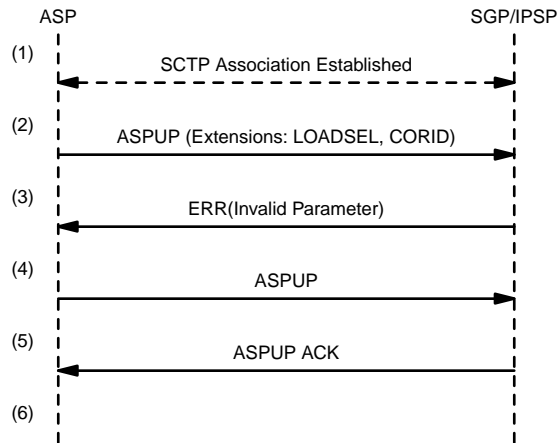 ASP SGP/IPSP
(1) SCTP Association Established
(2) ASPUP (Extensions: LOADSEL, CORID)
(3) ERR(Invalid Parameter)
(4) ASPUP
(5) ASPUP ACK
(6)